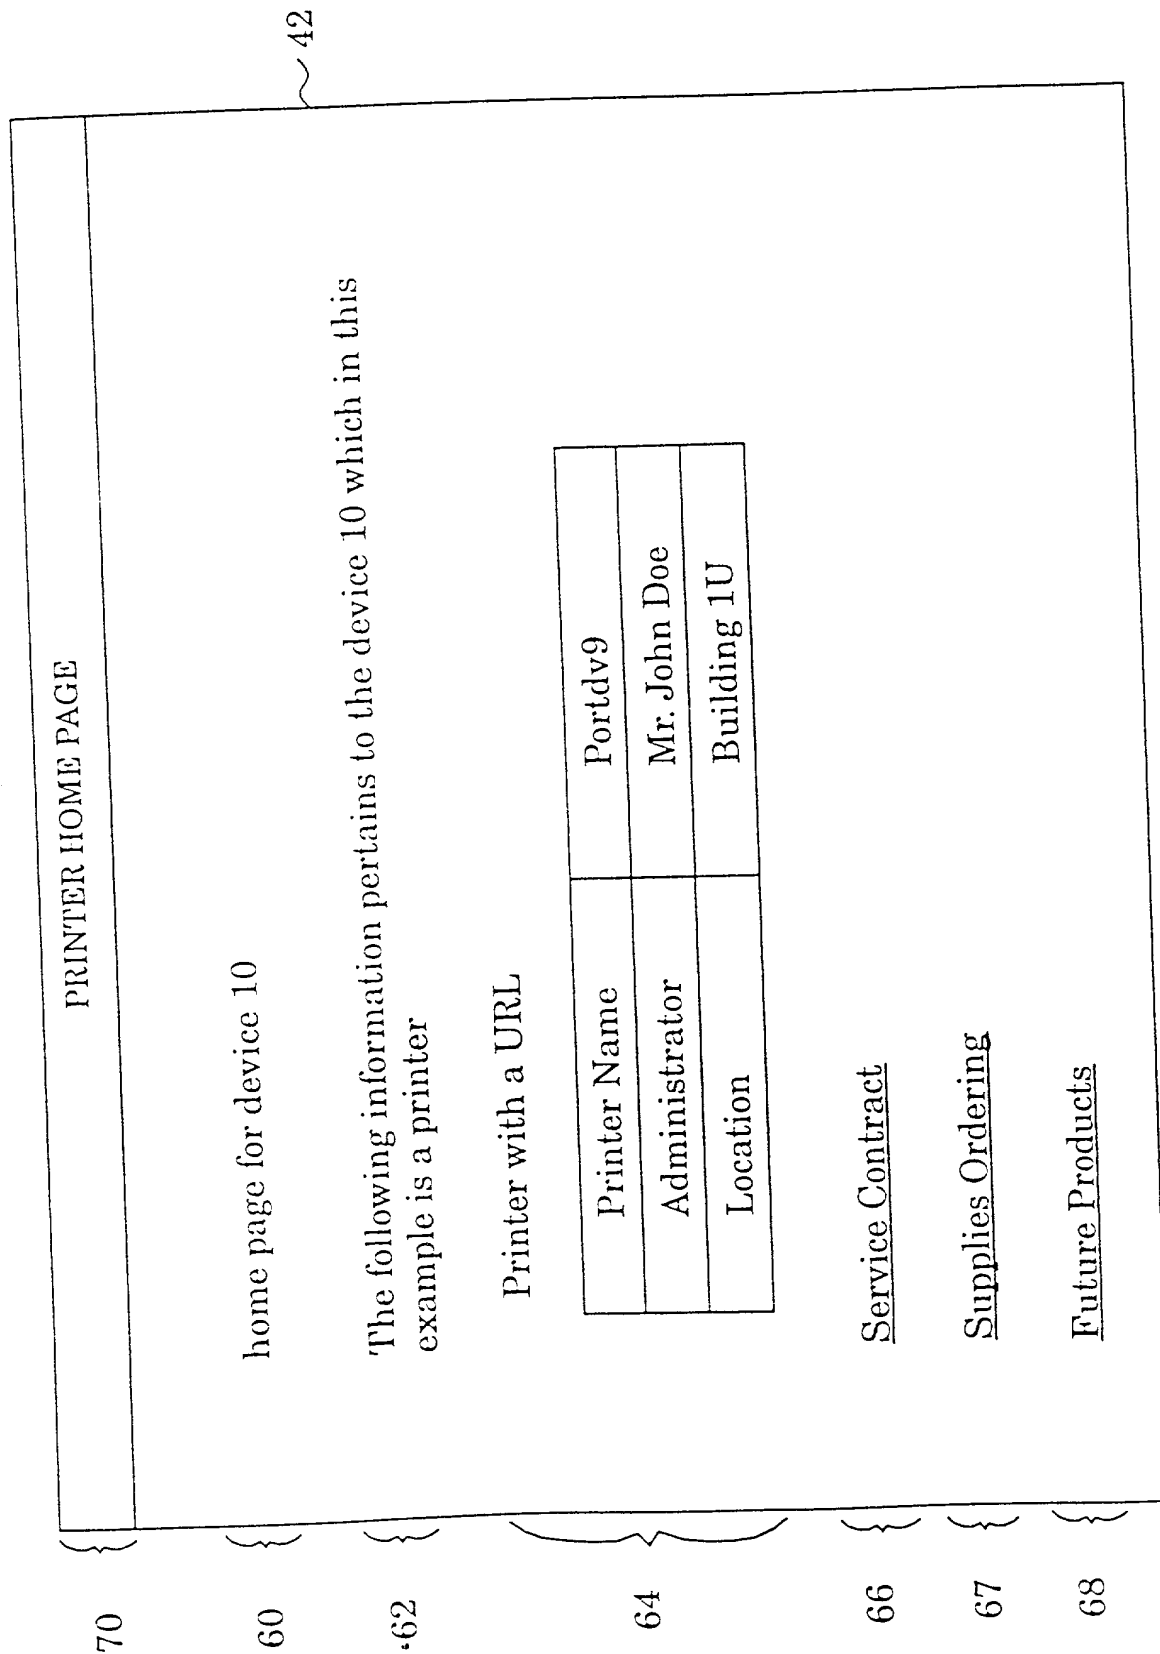 42
70
PRINTER HOME PAGE
60
home page for device 10
62
The following information pertains to the device 10 which in this
example is a printer
64
Printer with a URL
Printer Name Portdv9
Administrator Mr. John Doe
Location Building 1U
66
Service Contract
67
Supplies Ordering
68
Future Products